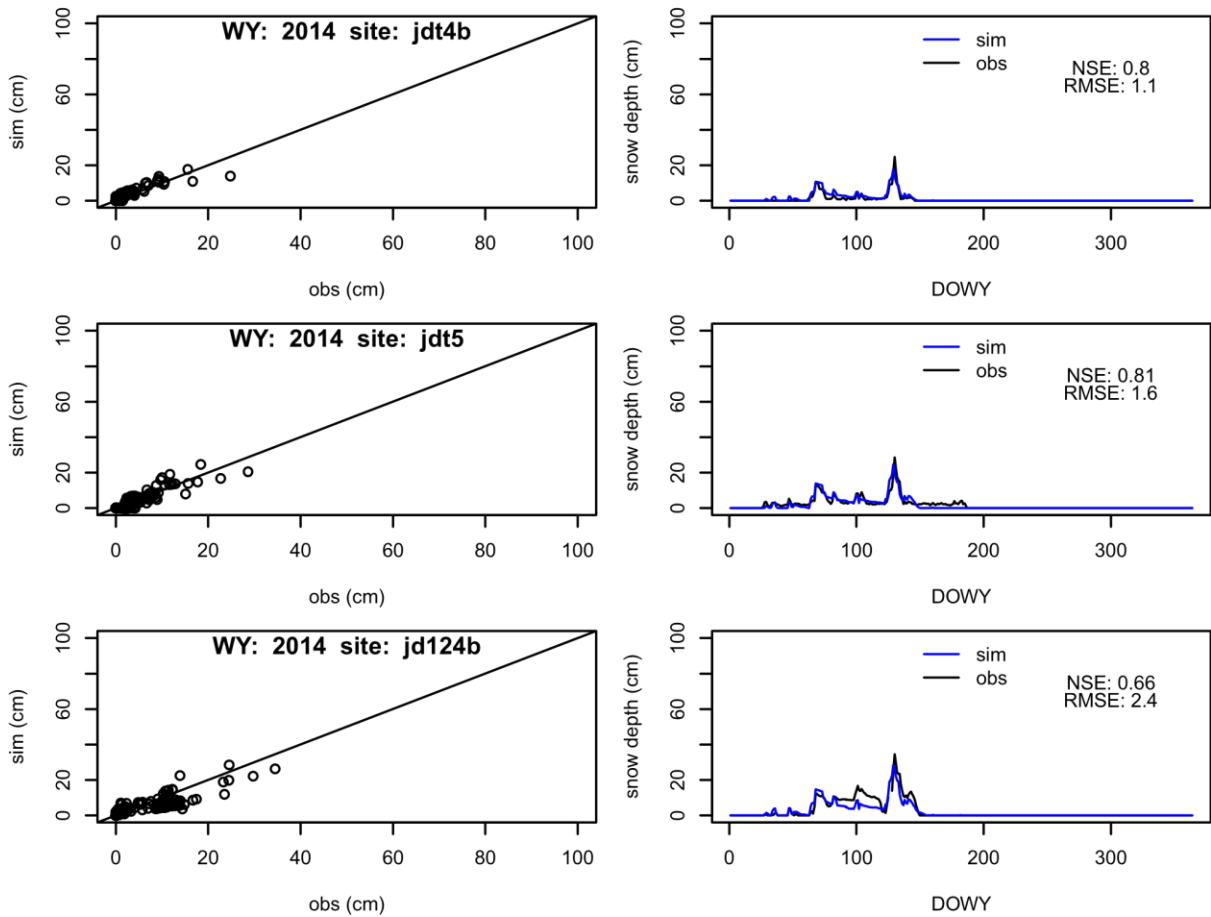 WY: 2014 site: jdt4b
sim (cm)
100
60
20
0
0 20 40 60 80 100
obs (cm)
snow depth (cm)
100
60
20
0
sim
obs
NSE: 0.8
RMSE: 1.1
0 100 200 300
DOWY
WY: 2014 site: jdt5
sim (cm)
100
60
20
0
0 20 40 60 80 100
obs (cm)
snow depth (cm)
100
60
20
0
sim
obs
NSE: 0.81
RMSE: 1.6
0 100 200 300
DOWY
WY: 2014 site: jd124b
sim (cm)
100
60
20
0
0 20 40 60 80 100
obs (cm)
snow depth (cm)
100
60
20
0
sim
obs
NSE: 0.66
RMSE: 2.4
0 100 200 300
DOWY